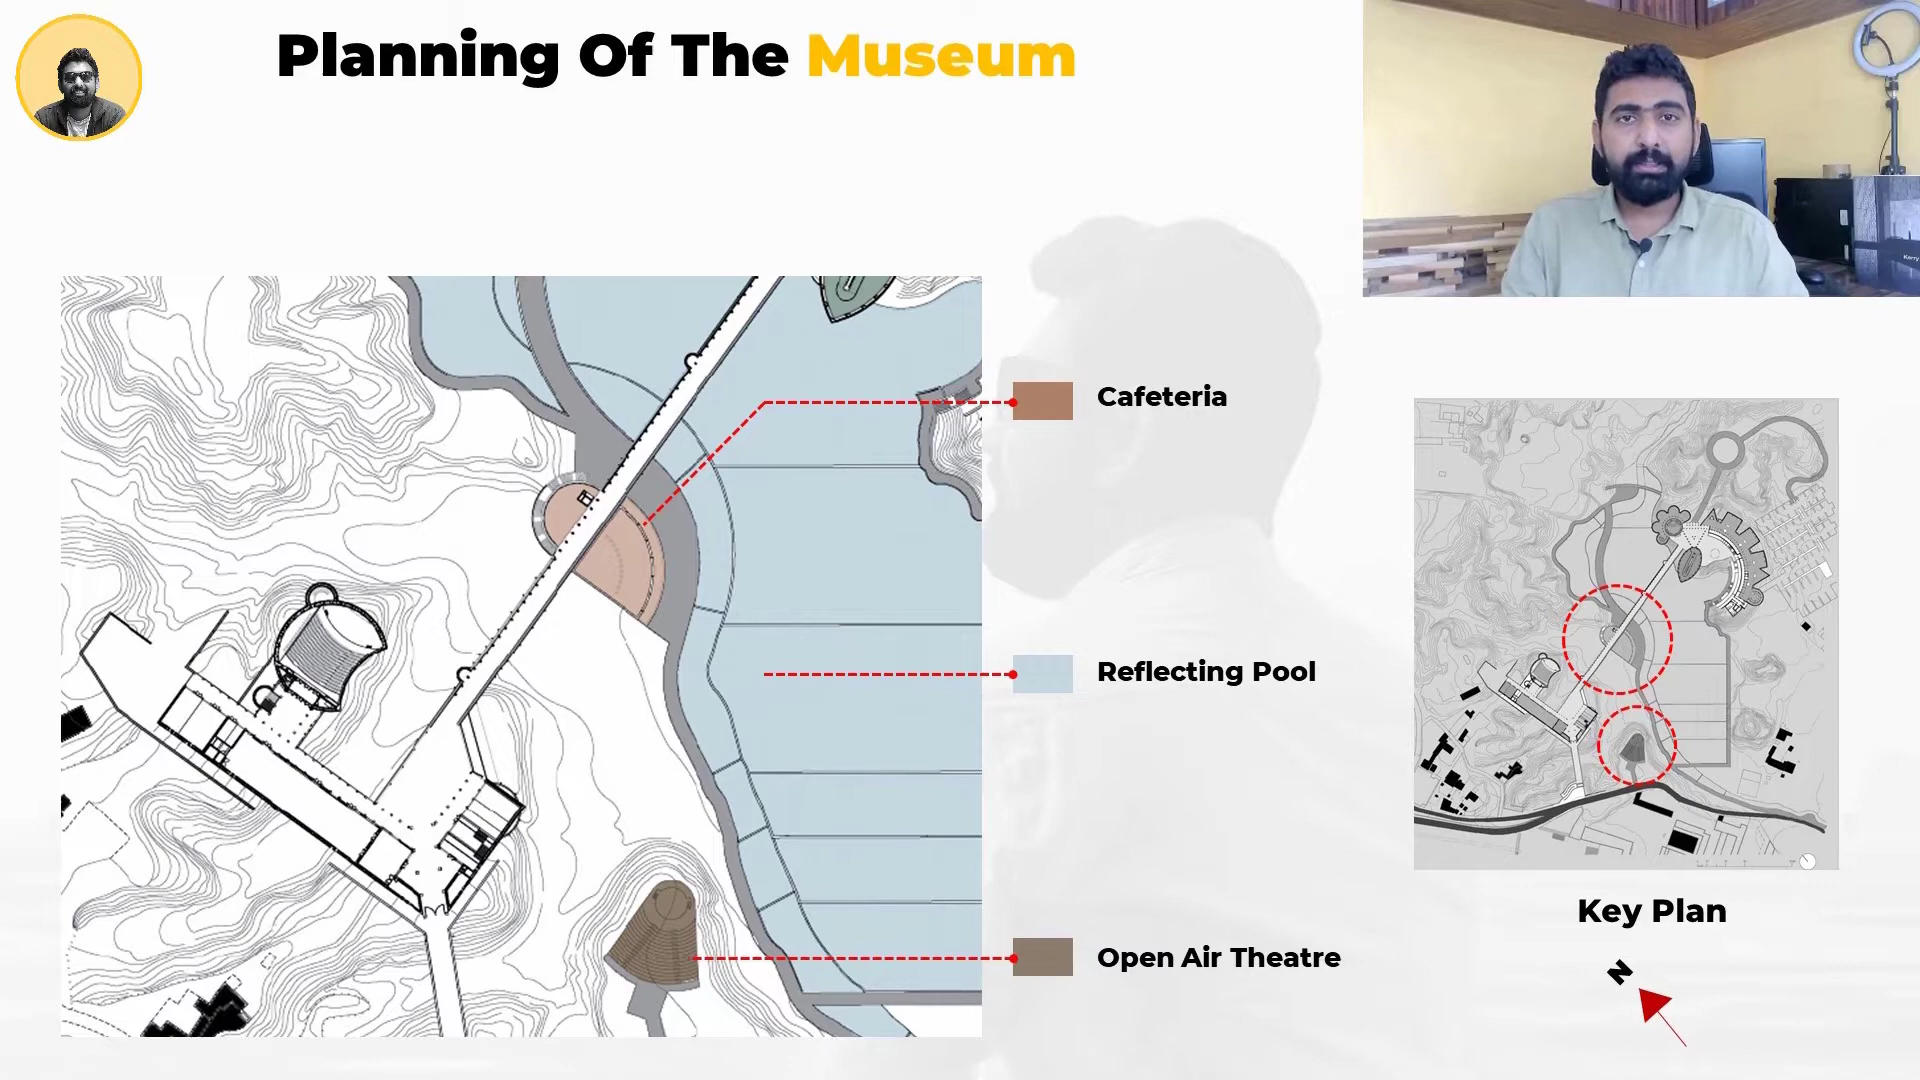 Planning Of The Museum
Cafeteria
Reflecting Pool
Open Air Theatre
Key Plan
N